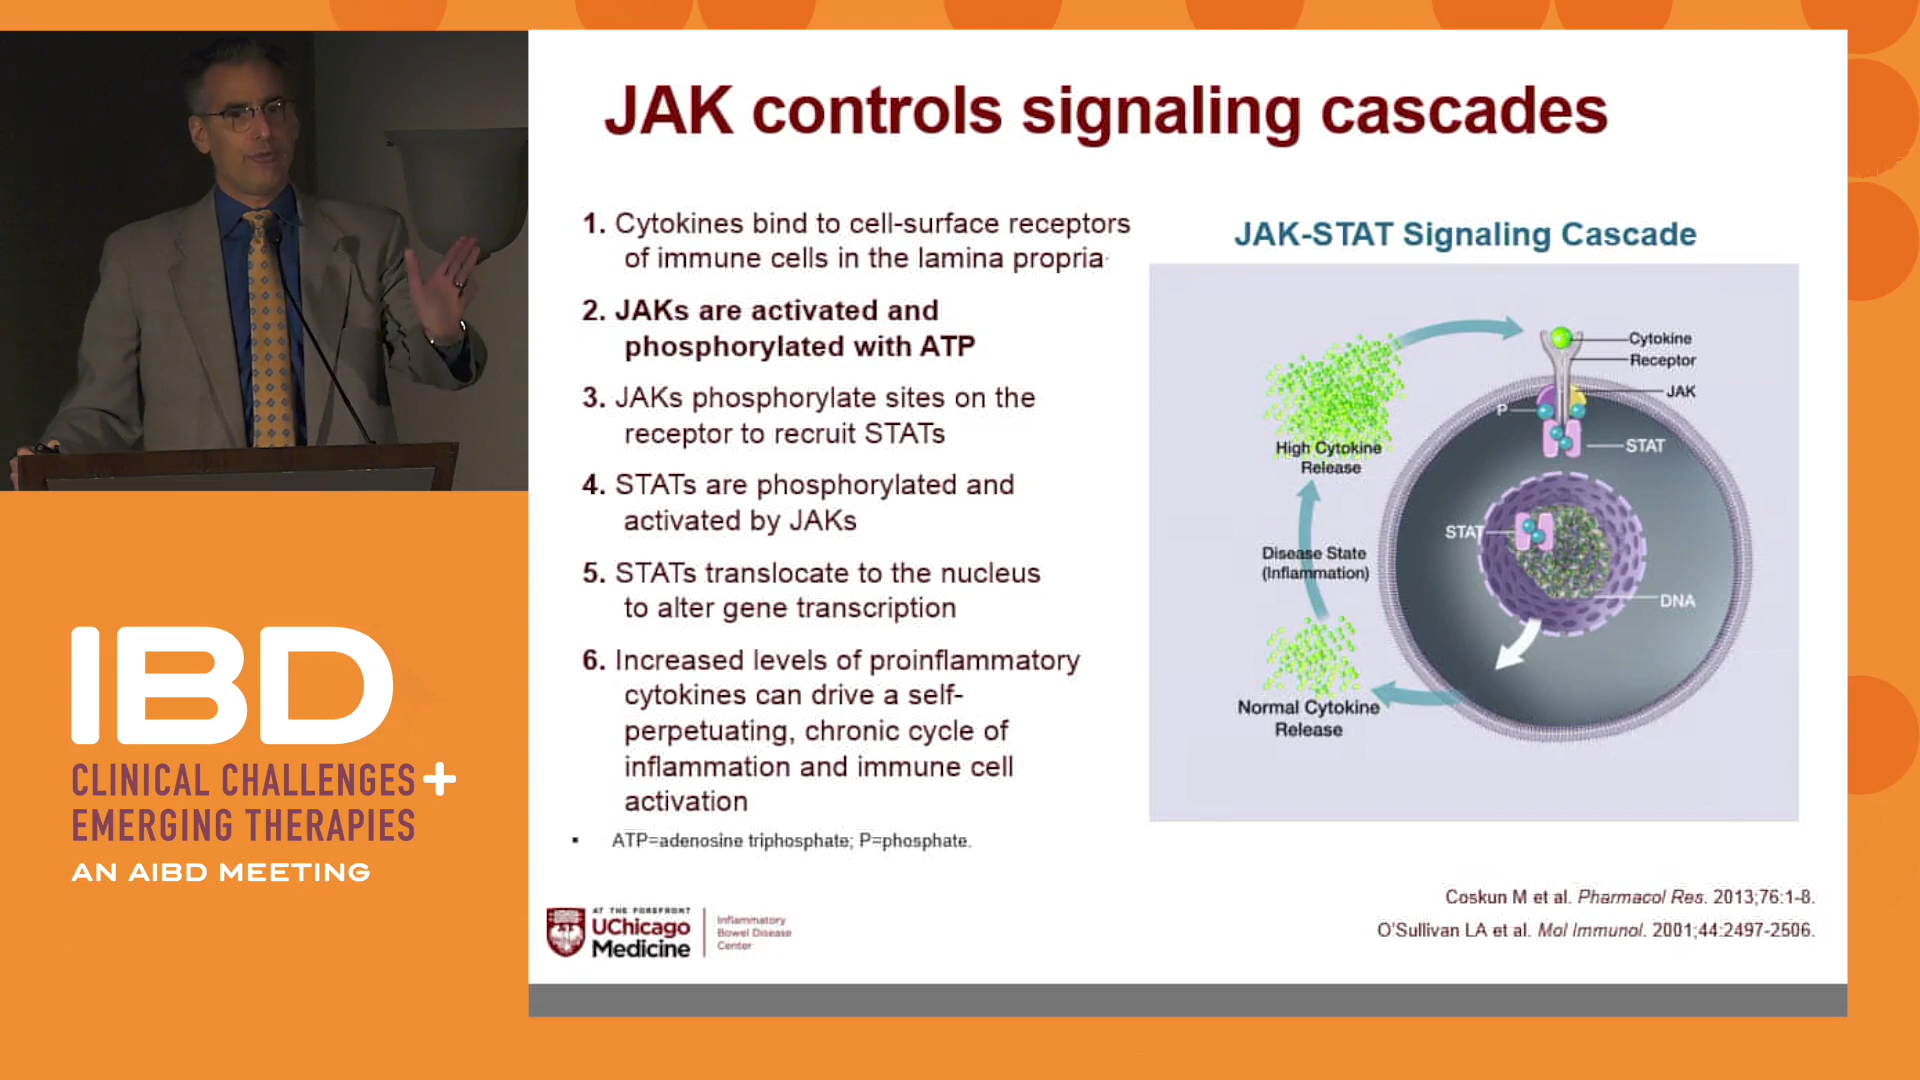 JAK controls signaling cascades
1. Cytokines bind to cell-surface receptors
of immune cells in the lamina propria
2. JAKs are activated and
phosphorylated with ATP
3. JAKs phosphorylate sites on the
receptor to recruit STATs
4. STATs are phosphorylated and
activated by JAKs
5. STATs translocate to the nucleus
to alter gene transcription
6. Increased levels of proinflammatory
cytokines can drive a self-
perpetuating, chronic cycle of
inflammation and immune cell
activation
▪ ATP=adenosine triphosphate; P=phosphate.
JAK-STAT Signaling Cascade
Cytokine
Receptor
JAK
P
STAT
High Cytokine
Release
STAT
Disease State
(Inflammation)
DNA
Normal Cytokine
Release
Coskun M et al. Pharmacol Res. 2013;76:1-8.
O'Sullivan LA et al. Mol Immunol. 2001;44:2497-2506.
AT THE FOREFRONT
UChicago
Medicine
Inflammatory
Bowel Disease
Center
IBD
CLINICAL CHALLENGES +
EMERGING THERAPIES
AN AIBD MEETING